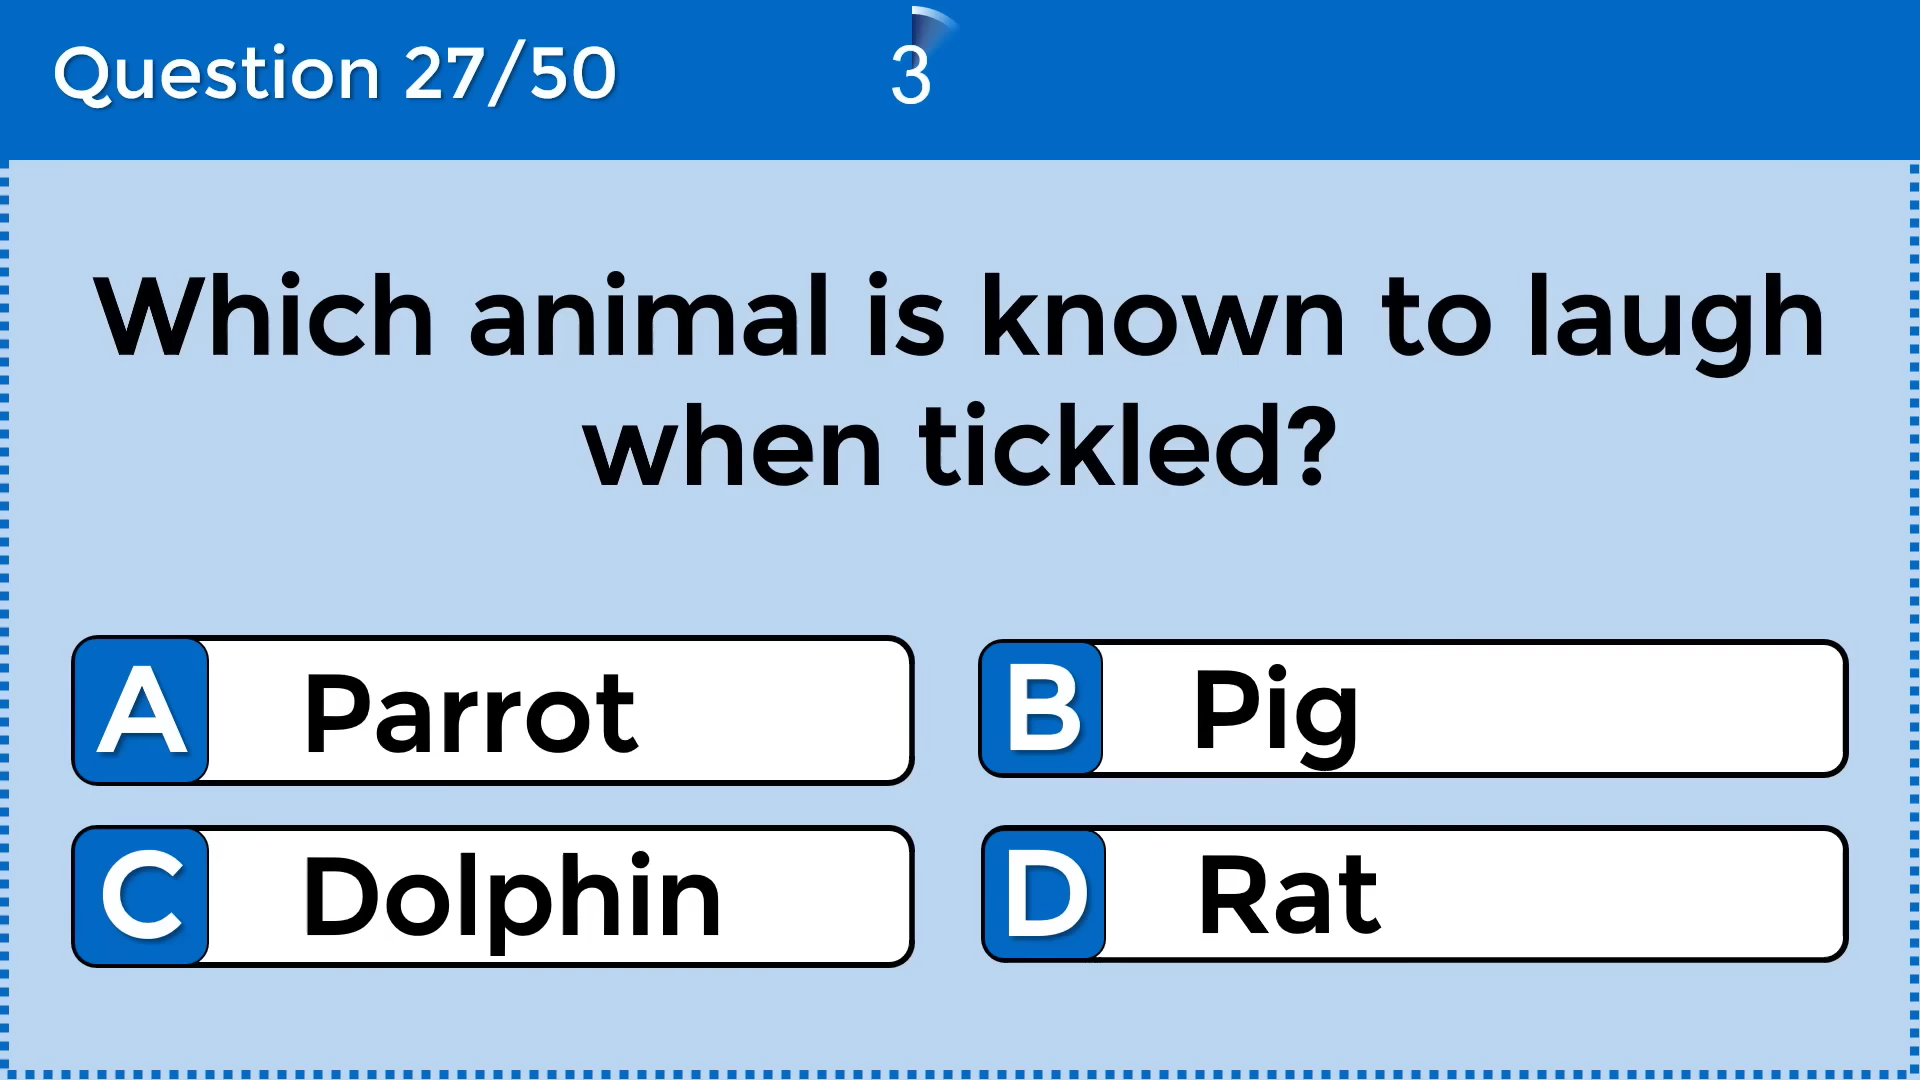 Question 27/50
3
Which animal is known to laugh
when tickled?
A Parrot
B Pig
C Dolphin
D Rat